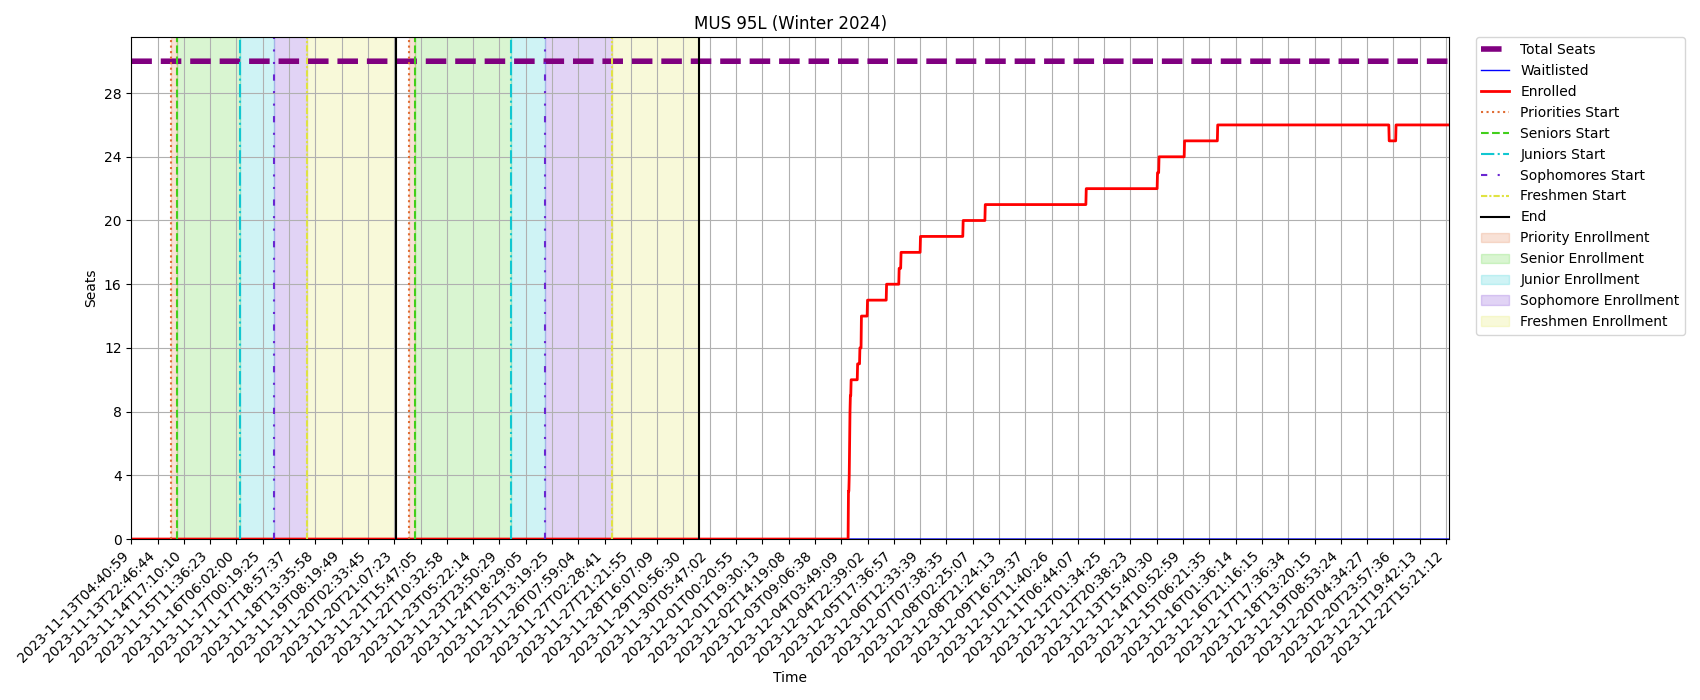 MUS 95L (Winter 2024)
Seats
28
24
20
16
12
8
4
0
2023-11-13T04:40:59
2023-11-13T22:46:44
2023-11-14T17:10:10
2023-11-15T11:36:23
2023-11-16T06:02:00
2023-11-17T00:19:25
2023-11-17T18:57:37
2023-11-18T13:35:58
2023-11-19T08:19:49
2023-11-20T02:33:45
2023-11-20T21:07:23
2023-11-21T15:47:05
2023-11-22T10:32:58
2023-11-23T05:22:14
2023-11-23T23:50:29
2023-11-24T18:29:05
2023-11-25T13:19:25
2023-11-26T07:59:04
2023-11-27T02:28:41
2023-11-27T21:21:55
2023-11-28T16:07:09
2023-11-29T10:56:30
2023-11-30T05:47:02
2023-12-01T00:20:55
2023-12-01T19:30:13
2023-12-02T14:19:08
2023-12-03T09:06:38
2023-12-04T03:49:09
2023-12-04T22:39:02
2023-12-05T17:36:57
2023-12-06T12:33:39
2023-12-07T07:38:35
2023-12-08T02:25:07
2023-12-08T21:24:13
2023-12-09T16:29:37
2023-12-10T11:40:26
2023-12-11T06:44:07
2023-12-12T01:34:25
2023-12-12T20:38:23
2023-12-13T15:40:30
2023-12-14T10:52:59
2023-12-15T06:21:35
2023-12-16T01:36:14
2023-12-16T21:16:15
2023-12-17T17:36:34
2023-12-18T13:20:15
2023-12-19T08:53:24
2023-12-20T04:34:27
2023-12-20T23:57:36
2023-12-21T19:42:13
2023-12-22T15:21:12
Time
Total Seats
Waitlisted
Enrolled
Priorities Start
Seniors Start
Juniors Start
Sophomores Start
Freshmen Start
End
Priority Enrollment
Senior Enrollment
Junior Enrollment
Sophomore Enrollment
Freshmen Enrollment